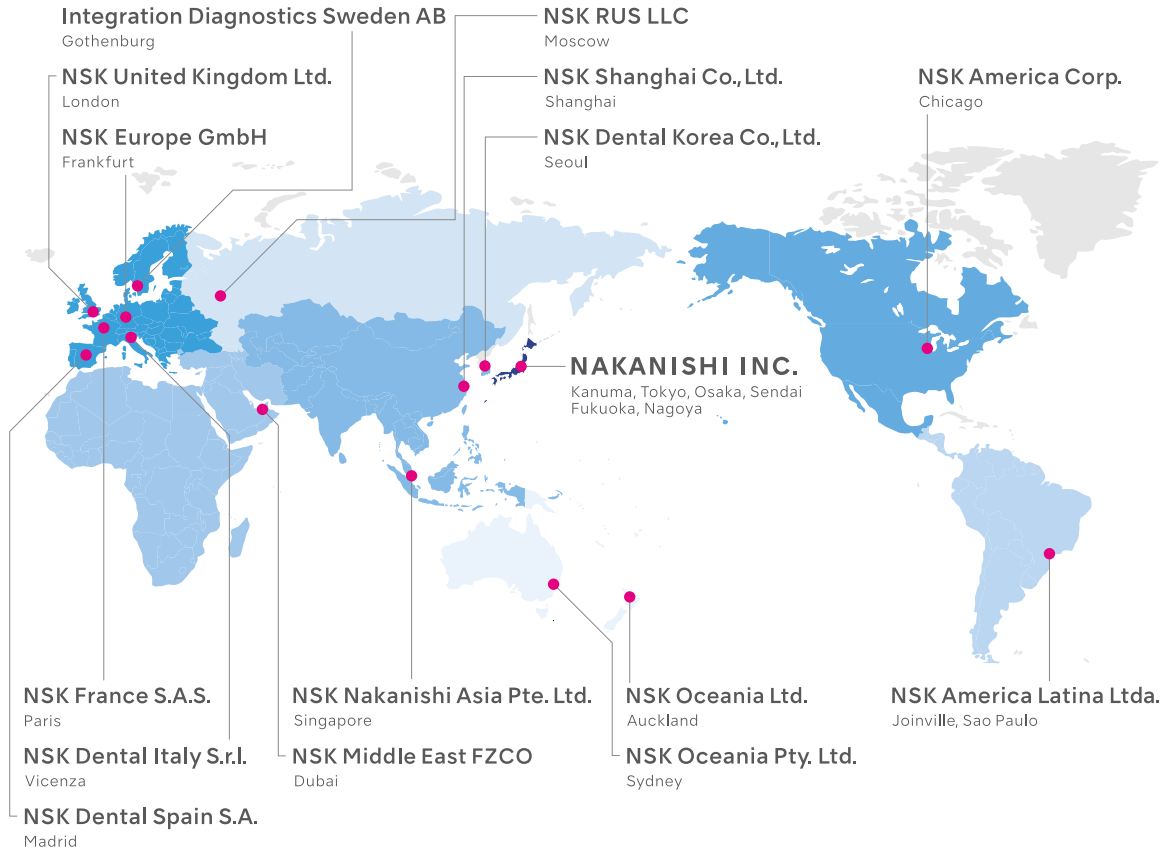 Integration Diagnostics Sweden AB
Gothenburg
NSK United Kingdom Ltd.
London
NSK Europe GmbH
Frankfurt
NSK RUS LLC
Moscow
NSK Shanghai Co., Ltd.
Shanghai
NSK Dental Korea Co., Ltd.
Seoul
NSK America Corp.
Chicago
NAKANISHI INC.
Kanuma, Tokyo, Osaka, Sendai
Fukuoka, Nagoya
NSK France S.A.S.
Paris
NSK Dental Italy S.r.l.
Vicenza
NSK Dental Spain S.A.
Madrid
NSK Nakanishi Asia Pte. Ltd.
Singapore
NSK Middle East FZCO
Dubai
NSK Oceania Ltd.
Auckland
NSK Oceania Pty. Ltd.
Sydney
NSK America Latina Ltda.
Joinville, Sao Paulo